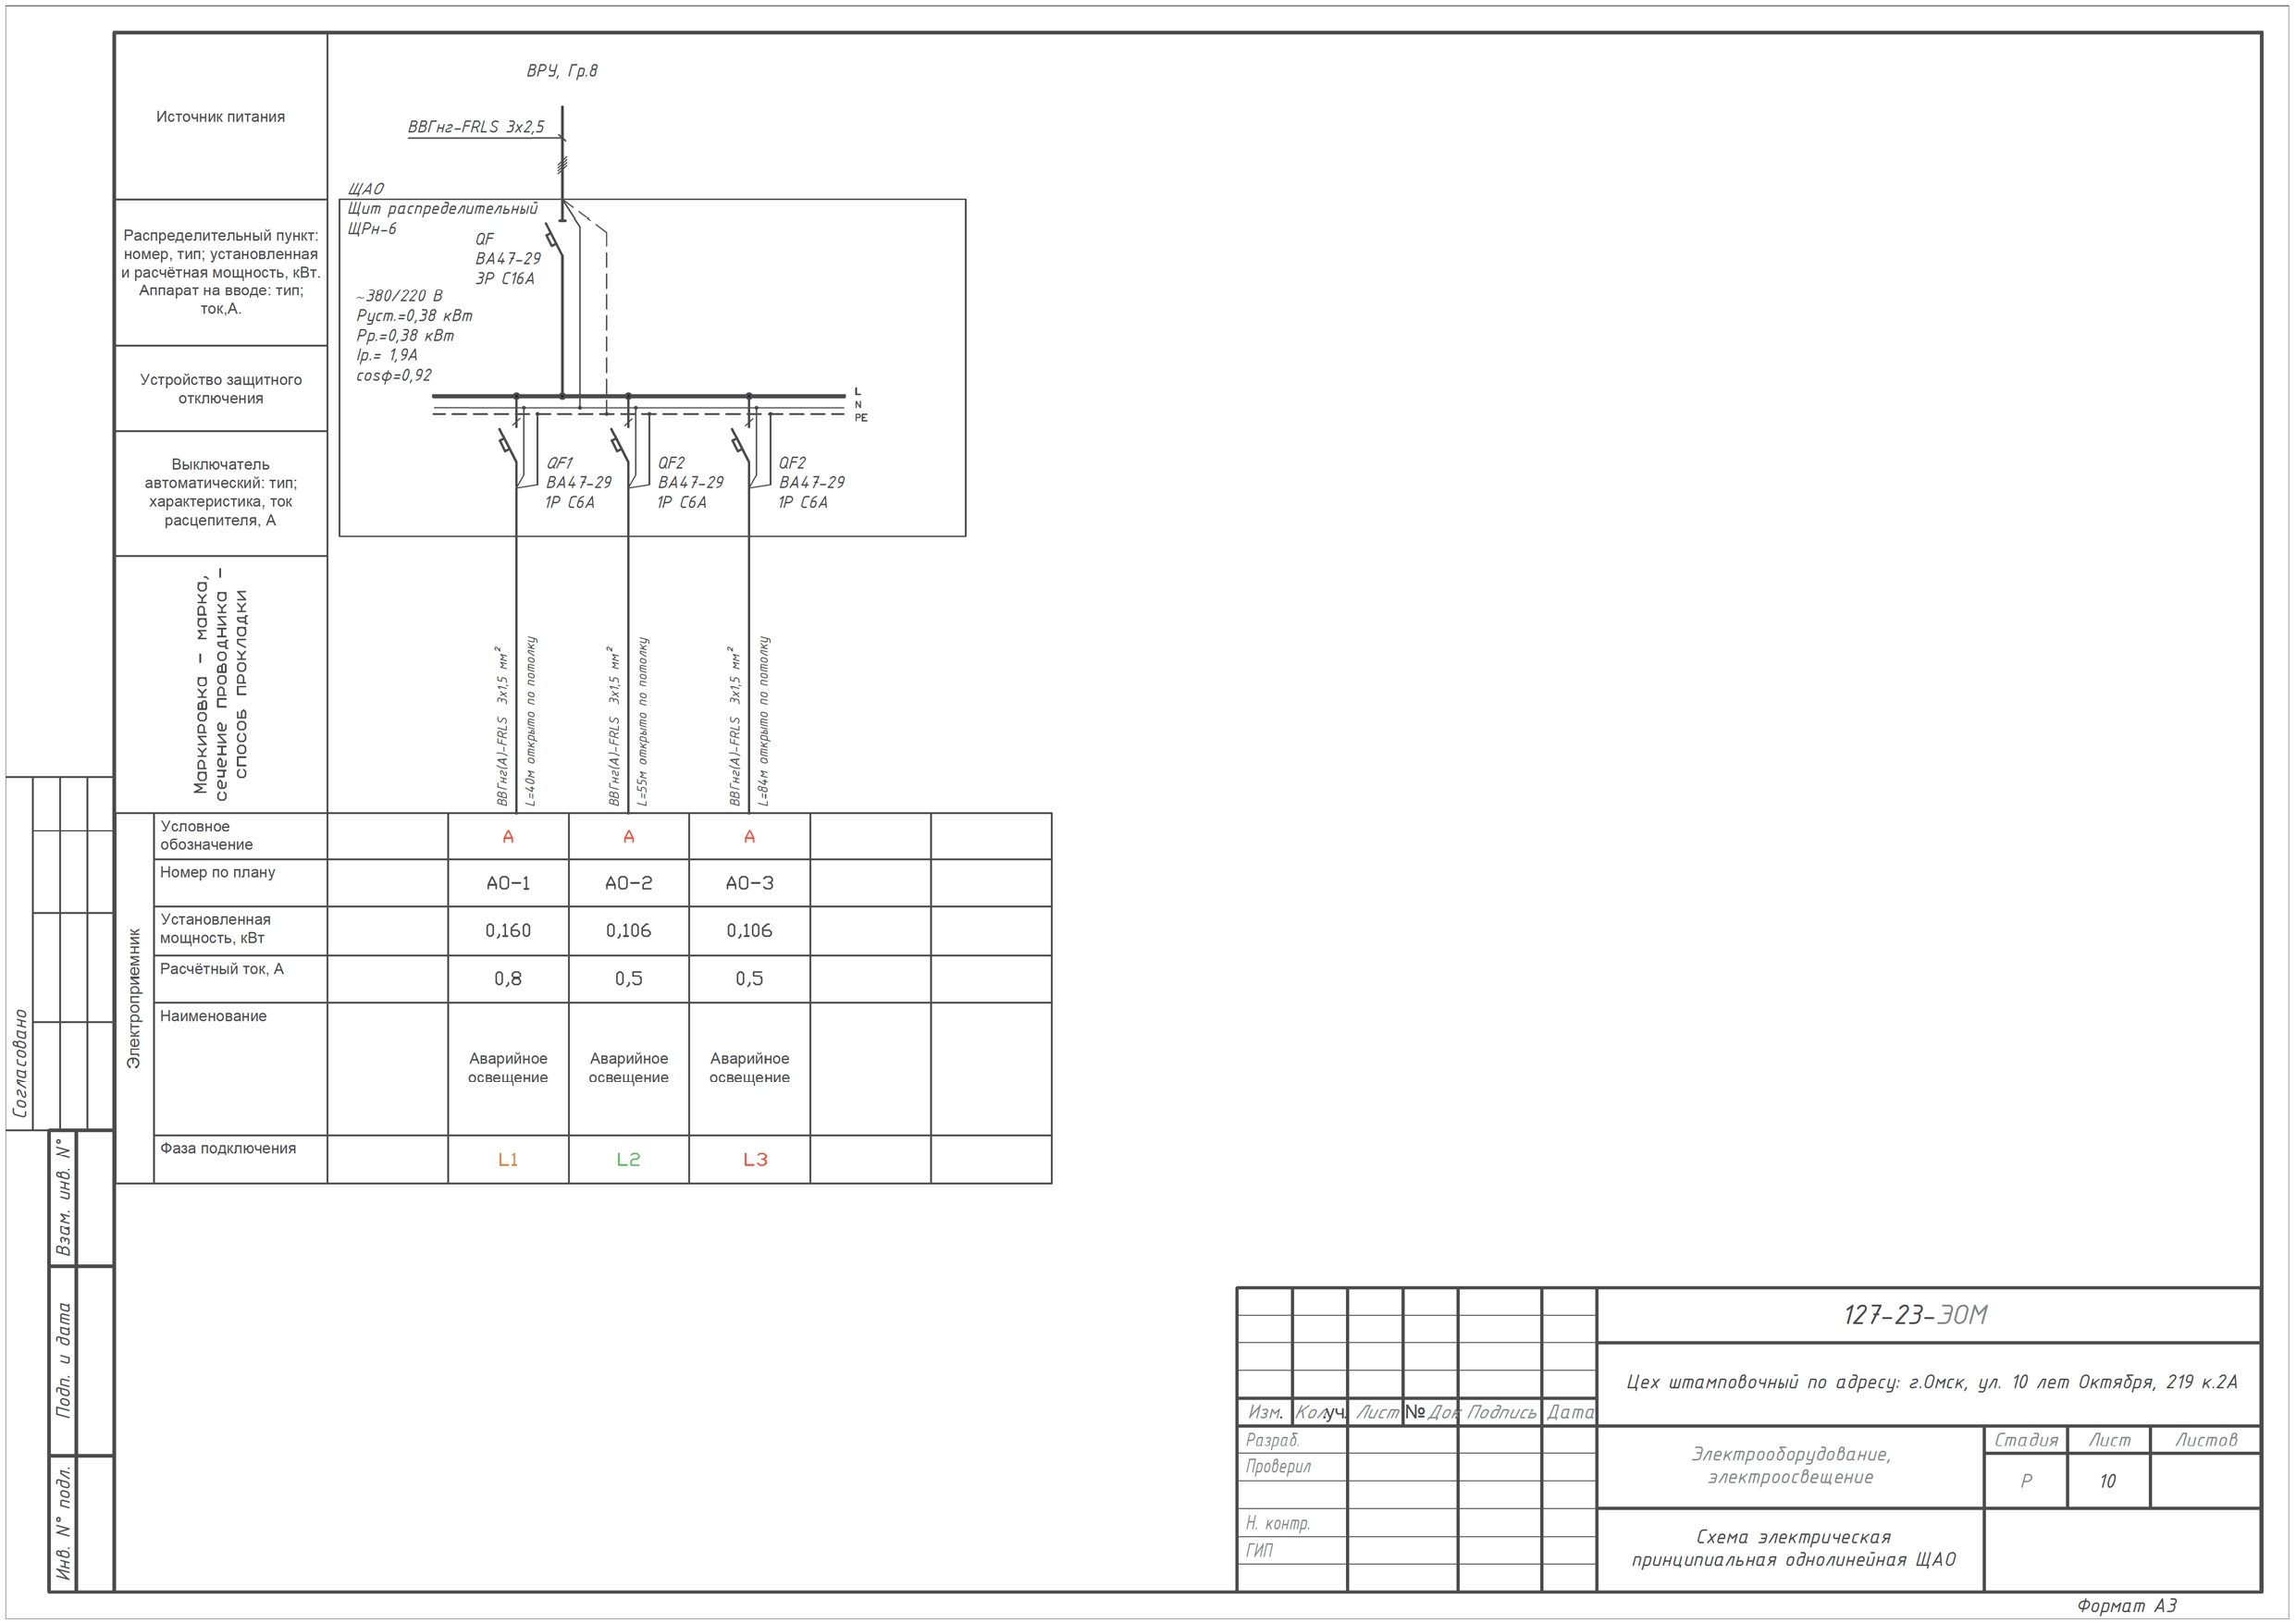 ВРУ, Гр.8
Источник питания
ВВГнг-FRLS 3х2,5
ЩАО
Щит распределительный
ЩРн-6
Распределительный пункт:
номер, тип; установленная
и расчётная мощность, кВт.
Аппарат на вводе: тип;
ток,А.
QF
ВА47-29
3Р С16А
~380/220 В
Руст.=0,38 кВт
Рр.=0,38 кВт
Iр.= 1,9А
cosφ=0,92
Устройство защитного
отключения
L
N
PE
Выключатель
автоматический: тип;
характеристика, ток
расцепителя, А
QF1
ВА47-29
1Р С6А
QF2
ВА47-29
1Р С6А
QF2
ВА47-29
1Р С6А
Маркировка - марка,
сечение проводника -
способ прокладки
ВВГнг(А)-FRLS 3х1,5 мм²
L=40м открыто по потолку
ВВГнг(А)-FRLS 3х1,5 мм²
L=55м открыто по потолку
ВВГнг(А)-FRLS 3х1,5 мм²
L=84м открыто по потолку
Электроприемник
Условное
обозначение
А
А
А
Номер по плану
АО-1
АО-2
АО-3
Установленная
мощность, кВт
0,160
0,106
0,106
Расчётный ток, А
0,8
0,5
0,5
Наименование
Аварийное
освещение
Аварийное
освещение
Аварийное
освещение
Фаза подключения
L1
L2
L3
Согласовано
Взам. инв. N°
Подп. и дата
Инв. N° подл.
127-23-ЭОМ
Цех штамповочный по адресу: г.Омск, ул. 10 лет Октября, 219 к.2А
Изм.
Кол.уч.
Лист
№ Док
Подпись
Дата
Разраб.
Проверил
Н. контр.
ГИП
Электрооборудование,
электроосвещение
Стадия
Лист
Листов
Р
10
Схема электрическая
принципиальная однолинейная ЩАО
Формат А3